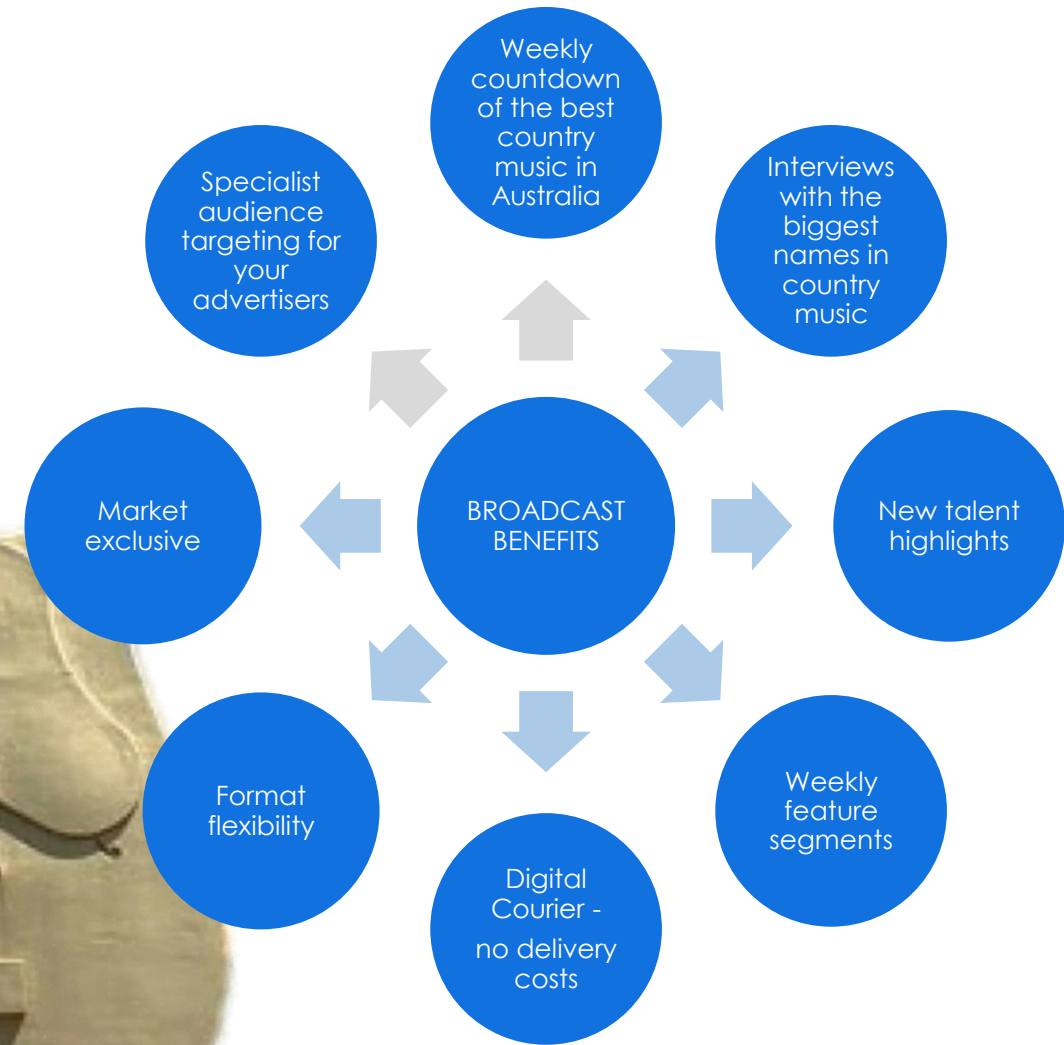 Weekly
countdown
of the best
country
music in
Australia
Interviews
with the
biggest
names in
country
music
New talent
highlights
Weekly
feature
segments
Digital
Courier -
no delivery
costs
Format
flexibility
Market
exclusive
Specialist
audience
targeting for
your
advertisers
BROADCAST
BENEFITS